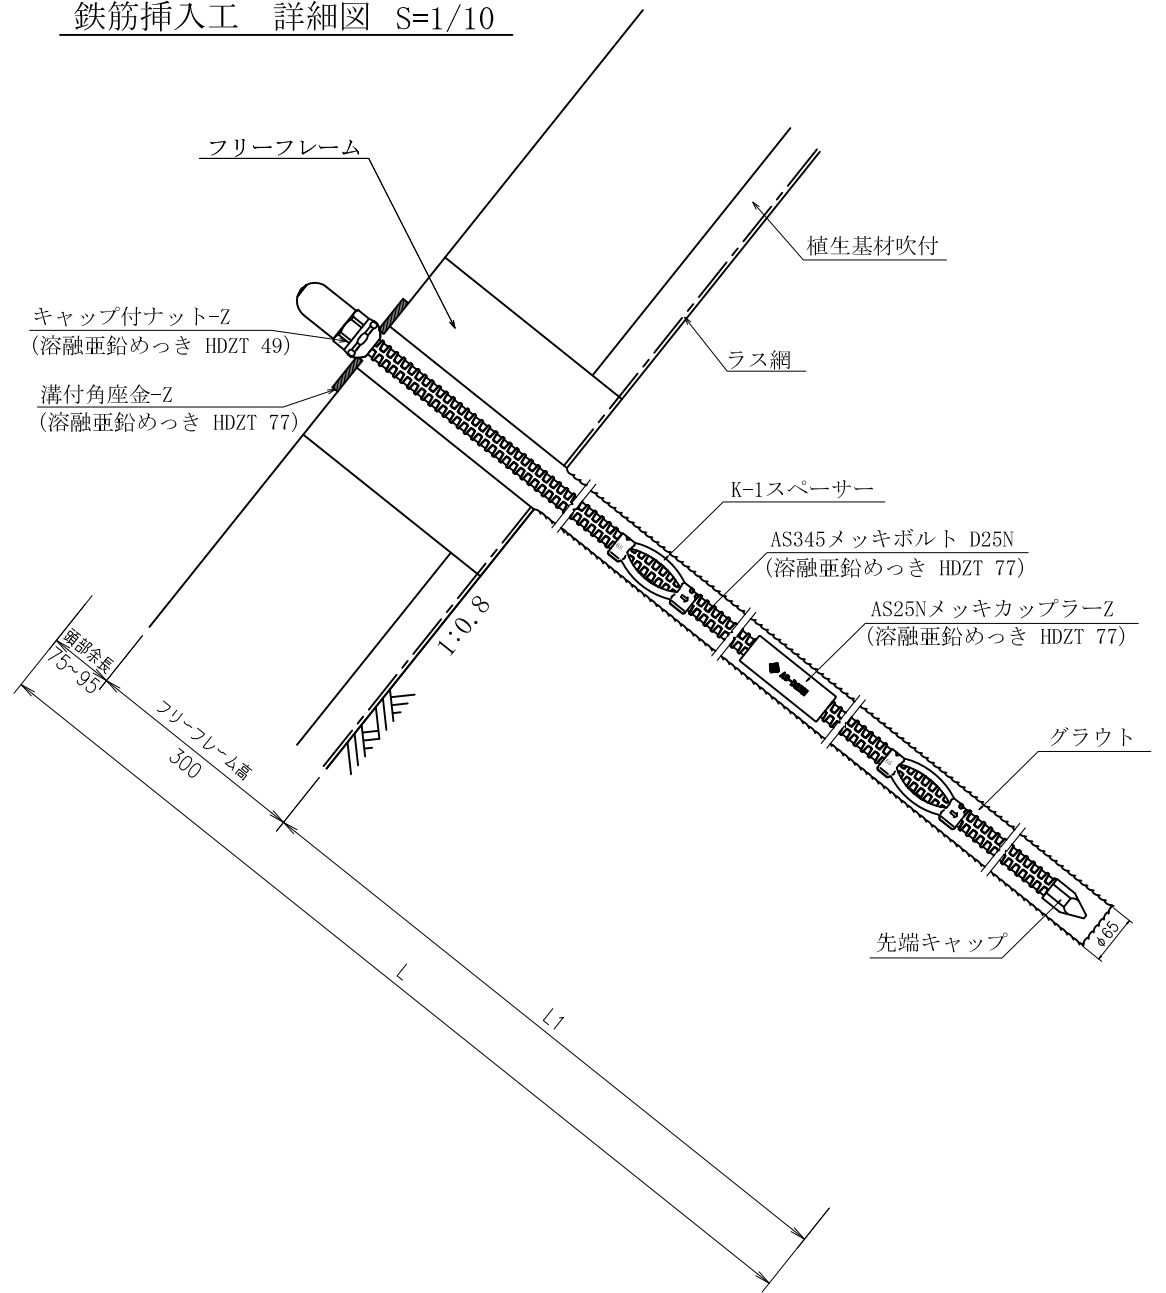 鉄筋挿入工　詳細図 S=1/10
フリーフレーム
植生基材吹付
キャップ付ナット-Z
(溶融亜鉛めっき HDZT 49)
ラス網
溝付角座金-Z
(溶融亜鉛めっき HDZT 77)
K-1スペーサー
AS345メッキボルト D25N
(溶融亜鉛めっき HDZT 77)
AS25NメッキカップラーZ
(溶融亜鉛めっき HDZT 77)
1:0.8
頭部余長
75~95
フリーフレーム高
300
グラウト
先端キャップ
φ65
L
L1